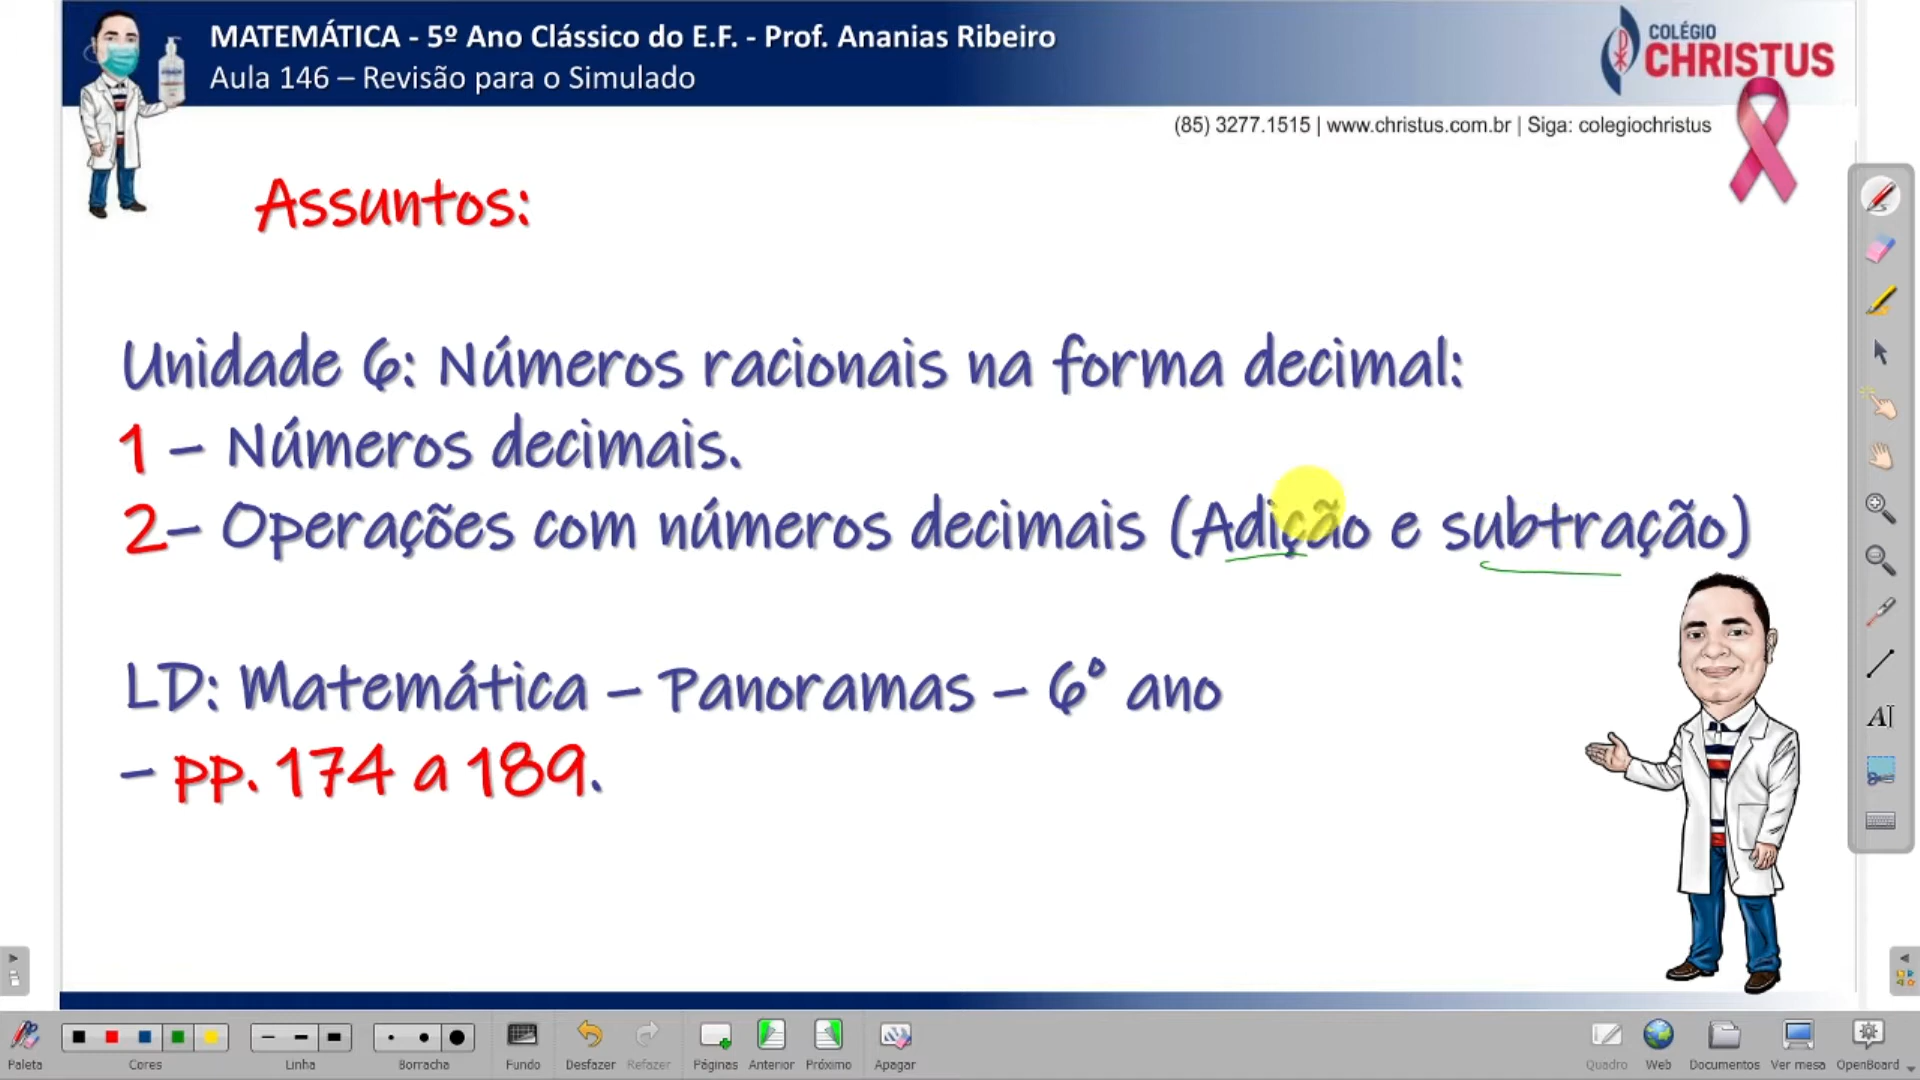 MATEMÁTICA - 5º Ano Clássico do E.F. - Prof. Ananias Ribeiro
Aula 146 – Revisão para o Simulado
COLÉGIO
CHRISTUS
(85) 3277.1515 | www.christus.com.br | Siga: colegiochristus
Assuntos:
Unidade 6: Números racionais na forma decimal:
1 – Números decimais.
2– Operações com números decimais (Adição e subtração)
LD: Matemática – Panoramas – 6º ano
– pp. 174 a 189.
Paleta
Cores
Linha
Borracha
Fundo
Desfazer
Refazer
Páginas
Anterior
Próximo
Apagar
Quadro
Web
Documentos
Ver mesa
OpenBoard